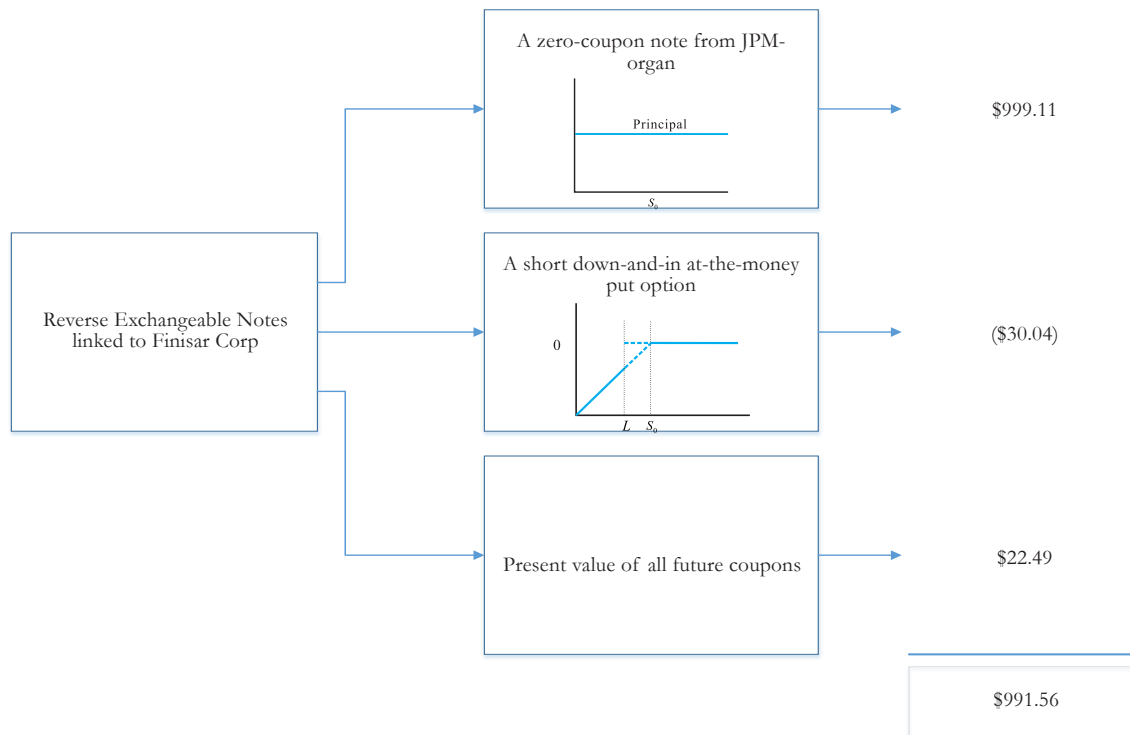 A zero-coupon note from JPM-
organ
Principal
S₀
$999.11
Reverse Exchangeable Notes
linked to Finisar Corp
A short down-and-in at-the-money
put option
0
L S₀
($30.04)
Present value of all future coupons
$22.49
$991.56